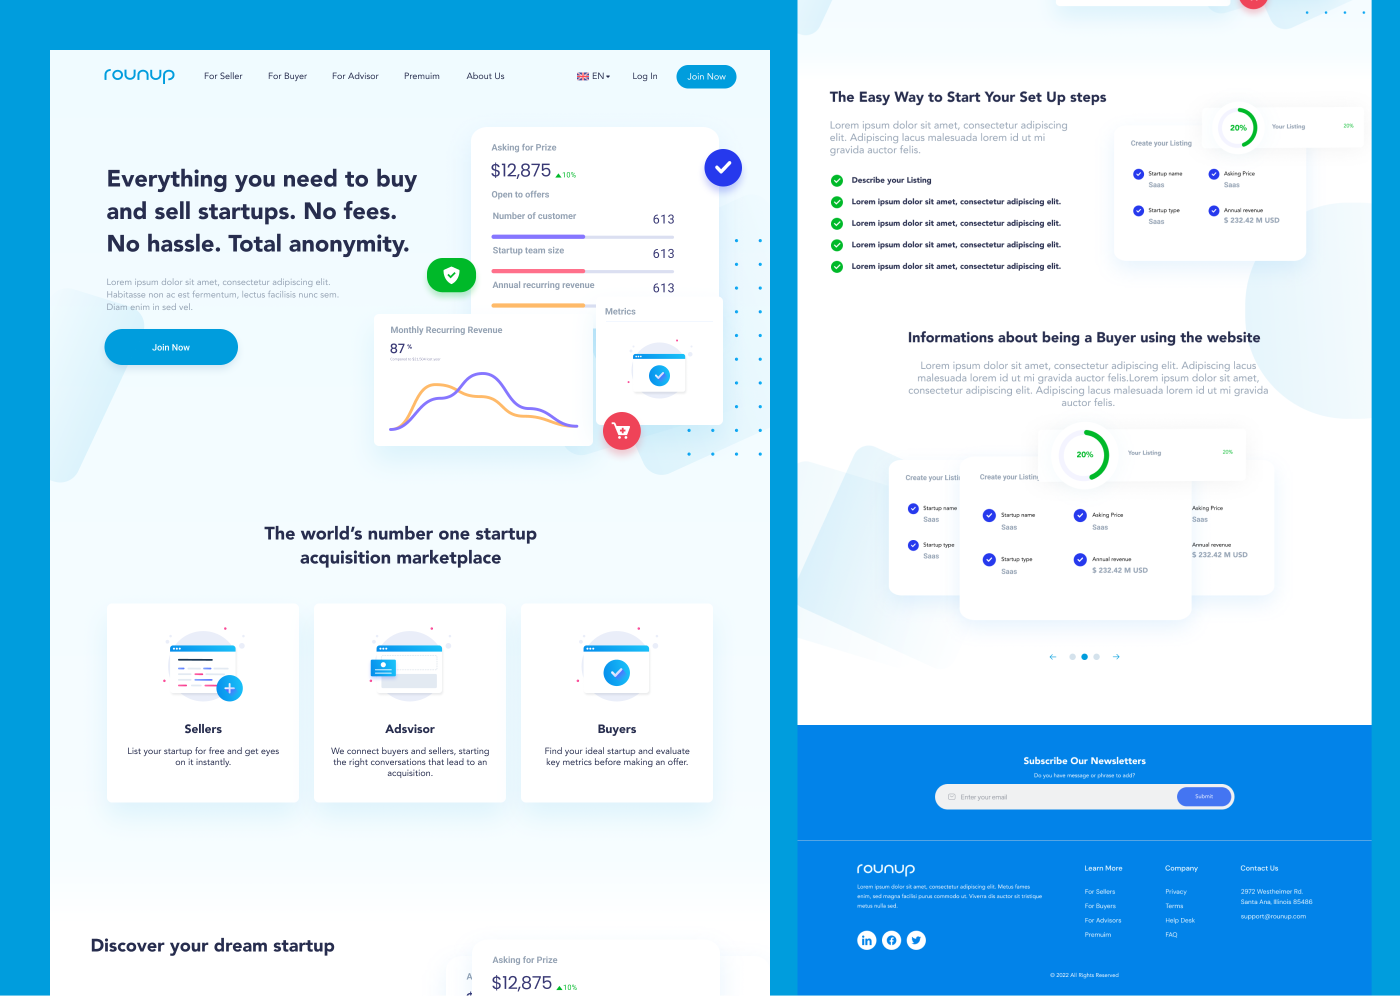 rounup
For Seller
For Buyer
For Advisor
Premuim
About Us
EN
Log In
Join Now
Everything you need to buy
and sell startups. No fees.
No hassle. Total anonymity.
Lorem ipsum dolor sit amet, consectetur adipiscing elit.
Habitasse non ac est fermentum, lectus facilisis nunc sem.
Diam enim in sed vel.
Join Now
Asking for Prize
$12,875 10%
Open to offers
Number of customer 613
Startup team size 613
Annual recurring revenue 613
Monthly Recurring Revenue
87 %
Metrics
The world's number one startup
acquisition marketplace
Sellers
List your startup for free and get eyes
on it instantly.
Adsvisor
We connect buyers and sellers, starting
the right conversations that lead to an
acquisition.
Buyers
Find your ideal startup and evaluate
key metrics before making an offer.
Discover your dream startup
A
Asking for Prize
$12,875 10%
The Easy Way to Start Your Set Up steps
Lorem ipsum dolor sit amet, consectetur adipiscing
elit. Adipiscing lacus malesuada lorem id ut mi
gravida auctor felis.
Describe your Listing
Lorem ipsum dolor sit amet, consectetur adipiscing elit.
Lorem ipsum dolor sit amet, consectetur adipiscing elit.
Lorem ipsum dolor sit amet, consectetur adipiscing elit.
Lorem ipsum dolor sit amet, consectetur adipiscing elit.
20%
Your Listing
20%
Create your Listing
Startup name
Saas
Asking Price
Saas
Startup type
Saas
Annual revenue
$ 232.42 M USD
Informations about being a Buyer using the website
Lorem ipsum dolor sit amet, consectetur adipiscing elit. Adipiscing lacus
malesuada lorem id ut mi gravida auctor felis.Lorem ipsum dolor sit amet,
consectetur adipiscing elit. Adipiscing lacus malesuada lorem id ut mi gravida
auctor felis.
20%
Your Listing
20%
Create your Listi
Startup name
Saas
Startup type
Saas
Create your Listing
Startup name
Saas
Asking Price
Saas
Startup type
Saas
Annual revenue
$ 232.42 M USD
Asking Price
Saas
Annual revenue
$ 232.42 M USD
Subscribe Our Newsletters
Do you have message or phrase to add?
Enter your email
Submit
rounup
Lorem ipsum dolor sit amet, consectetur adipiscing elit. Metus fames
enim, sed magna facilisi purus commodo ut. Viverra dis auctor sit tristique
metus nulla sed.
Learn More
For Sellers
For Buyers
For Advisors
Premuim
Company
Privacy
Terms
Help Desk
FAQ
Contact Us
2972 Westheimer Rd.
Santa Ana, Illinois 85486
support@rounup.com
© 2022 All Rights Reserved